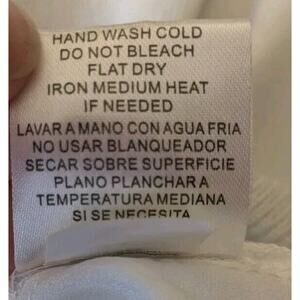 HAND WASH COLD
DO NOT BLEACH
FLAT DRY
IRON MEDIUM HEAT
IF NEEDED
LAVAR A MANO CON AGUA FRIA
NO USAR BLANQUEADOR
SECAR SOBRE SUPERFICIE
PLANO PLANCHAR A
TEMPERATURA MEDIANA
SI SE NECESITA